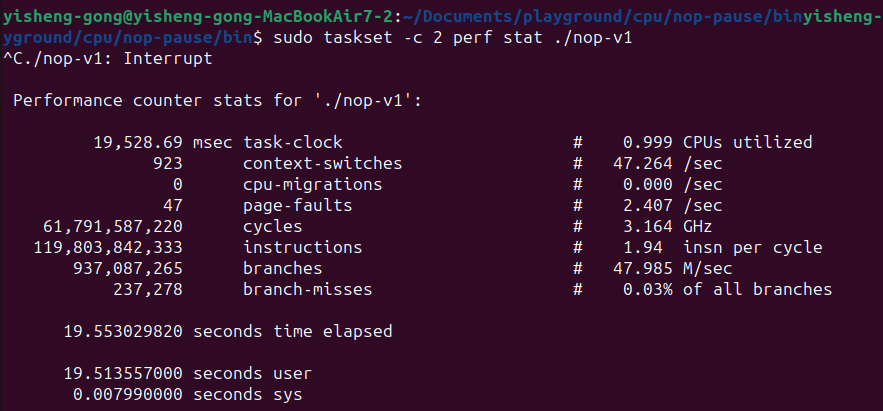 yisheng-gong@yisheng-gong-MacBookAir7-2:~/Documents/playground/cpu/nop-pause/binyisheng-
yground/cpu/nop-pause/bin$ sudo taskset -c 2 perf stat ./nop-v1
^C./nop-v1: Interrupt
Performance counter stats for './nop-v1':
19,528.69 msec task-clock # 0.999 CPUs utilized
923 context-switches # 47.264 /sec
0 cpu-migrations # 0.000 /sec
47 page-faults # 2.407 /sec
61,791,587,220 cycles # 3.164 GHz
119,803,842,333 instructions # 1.94 insn per cycle
937,087,265 branches # 47.985 M/sec
237,278 branch-misses # 0.03% of all branches
19.553029820 seconds time elapsed
19.513557000 seconds user
0.007990000 seconds sys